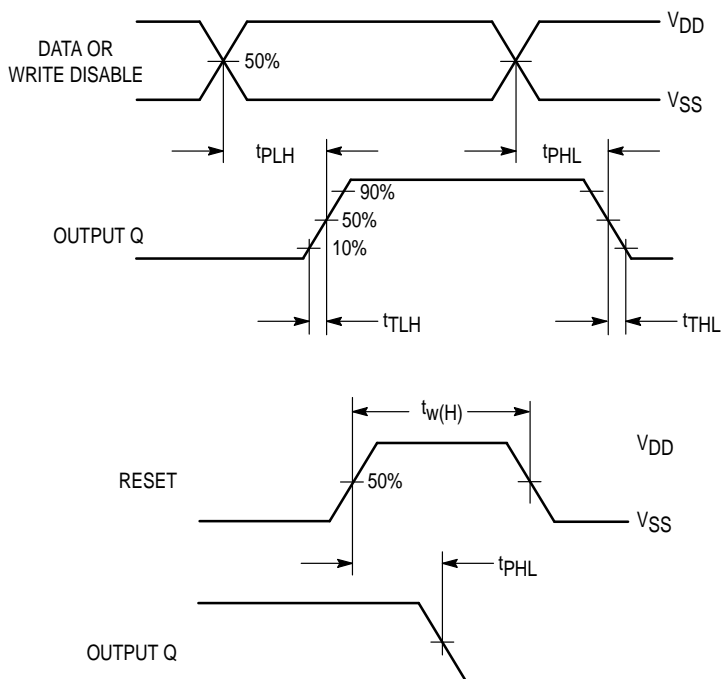 DATA OR
WRITE DISABLE
50%
VDD
VSS
tPLH
tPHL
OUTPUT Q
90%
50%
10%
tTLH
tTHL
tw(H)
RESET
50%
VDD
VSS
tPHL
OUTPUT Q